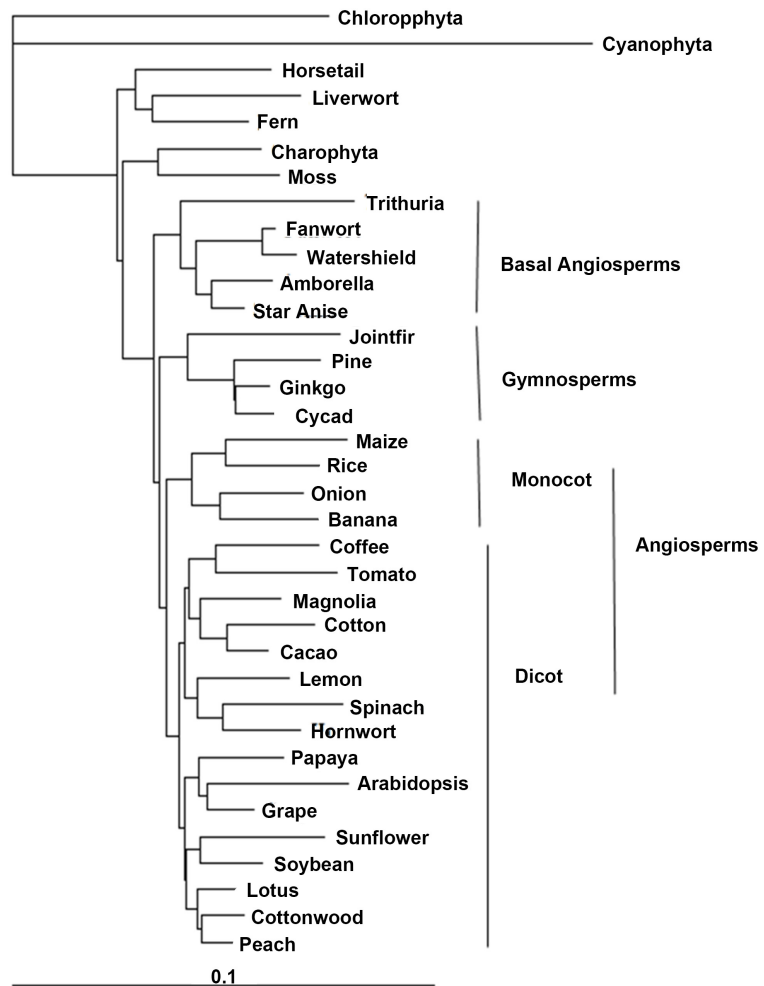 Chloropphyta
Cyanophyta
Horsetail
Liverwort
Fern
Charophyta
Moss
Trithuria
Fanwort
Watershield
Basal Angiosperms
Amborella
Star Anise
Jointfir
Pine
Gymnosperms
Ginkgo
Cycad
Maize
Rice
Monocot
Onion
Banana
Coffee
Angiosperms
Tomato
Magnolia
Cotton
Cacao
Lemon
Dicot
Spinach
Hornwort
Papaya
Arabidopsis
Grape
Sunflower
Soybean
Lotus
Cottonwood
Peach
0.1